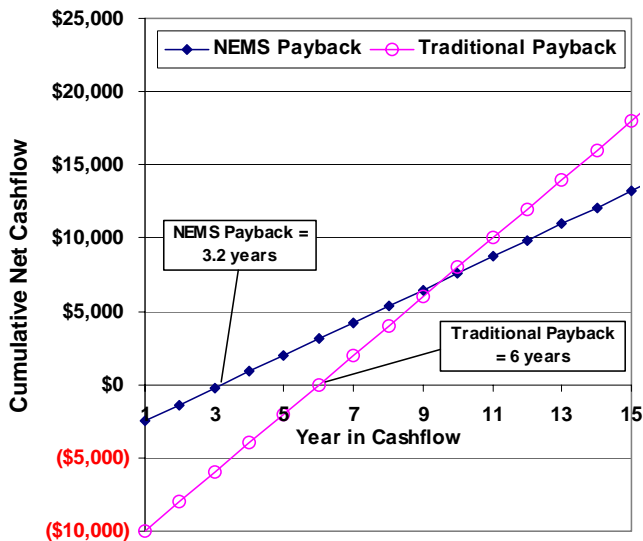 $25,000
NEMS Payback Traditional Payback
$20,000
$15,000
$10,000
$5,000
$0
($5,000)
($10,000)
Cumulative Net Cashflow
NEMS Payback =
3.2 years
Traditional Payback
= 6 years
1 3 5 7 9 11 13 15
Year in Cashflow